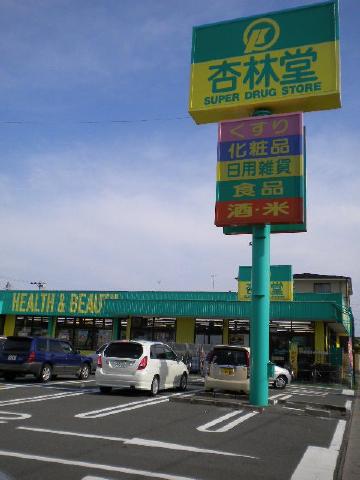 杏林堂
SUPER DRUG STORE
くすり
化粧品
日用雑貨
食品
酒・米
HEALTH & BEAUTY